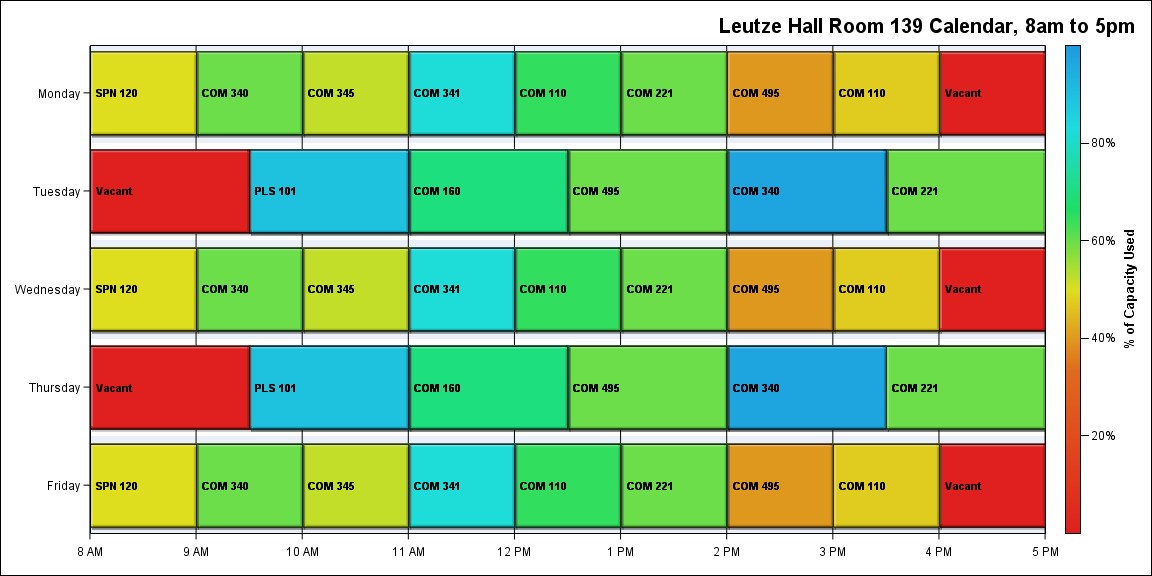 Leutze Hall Room 139 Calendar, 8am to 5pm
Monday
SPN 120
COM 340
COM 345
COM 341
COM 110
COM 221
COM 495
COM 110
Vacant
Tuesday
Vacant
PLS 101
COM 160
COM 495
COM 340
COM 221
Wednesday
SPN 120
COM 340
COM 345
COM 341
COM 110
COM 221
COM 495
COM 110
Vacant
Thursday
Vacant
PLS 101
COM 160
COM 495
COM 340
COM 221
Friday
SPN 120
COM 340
COM 345
COM 341
COM 110
COM 221
COM 495
COM 110
Vacant
8 AM
9 AM
10 AM
11 AM
12 PM
1 PM
2 PM
3 PM
4 PM
5 PM
80%
60%
40%
20%
% of Capacity Used